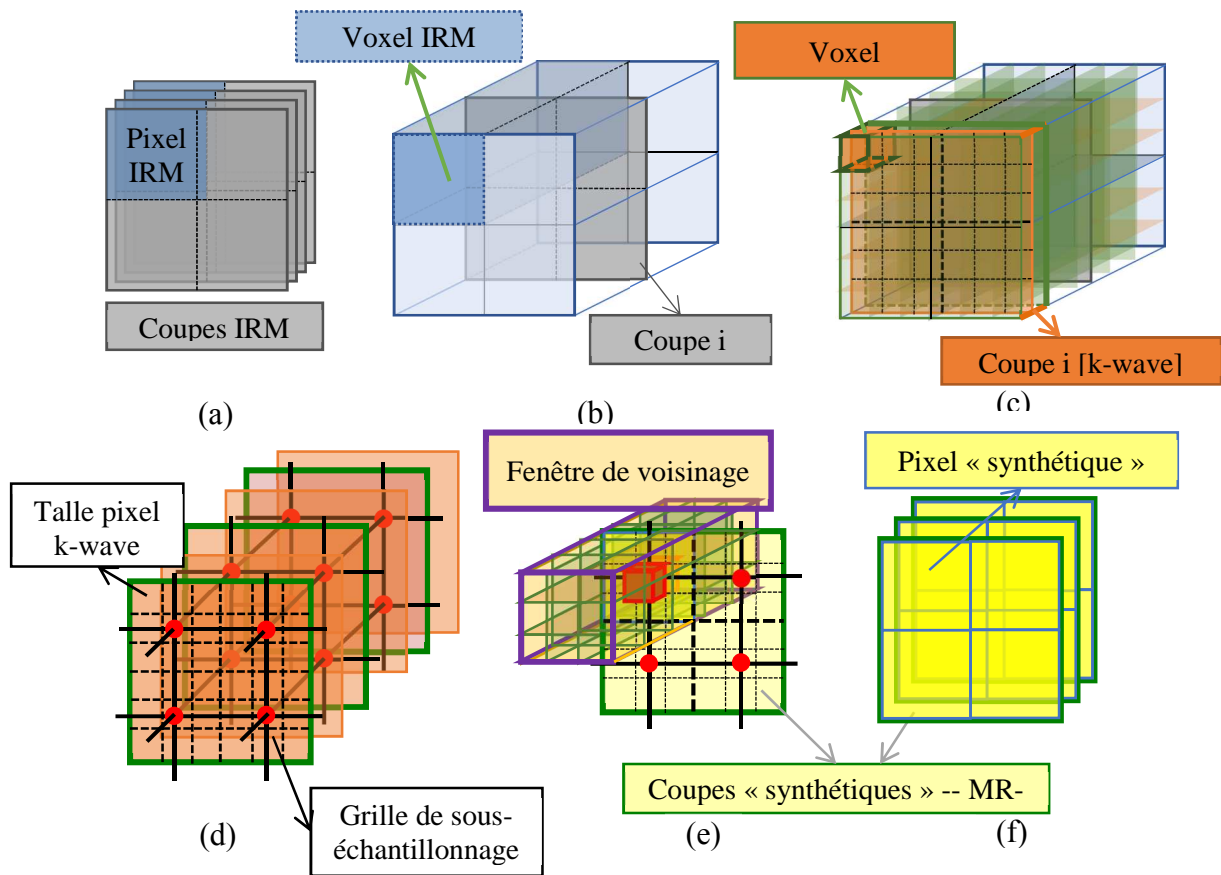 Voxel IRM
Voxel
Pixel
IRM
Coupes IRM
Coupe i
Coupe i [k-wave]
(a)
(b)
(c)
Fenêtre de voisinage
Pixel « synthétique »
Talle pixel
k-wave
Coupes « synthétiques » -- MR-
Grille de sous-
échantillonnage
(d)
(e)
(f)